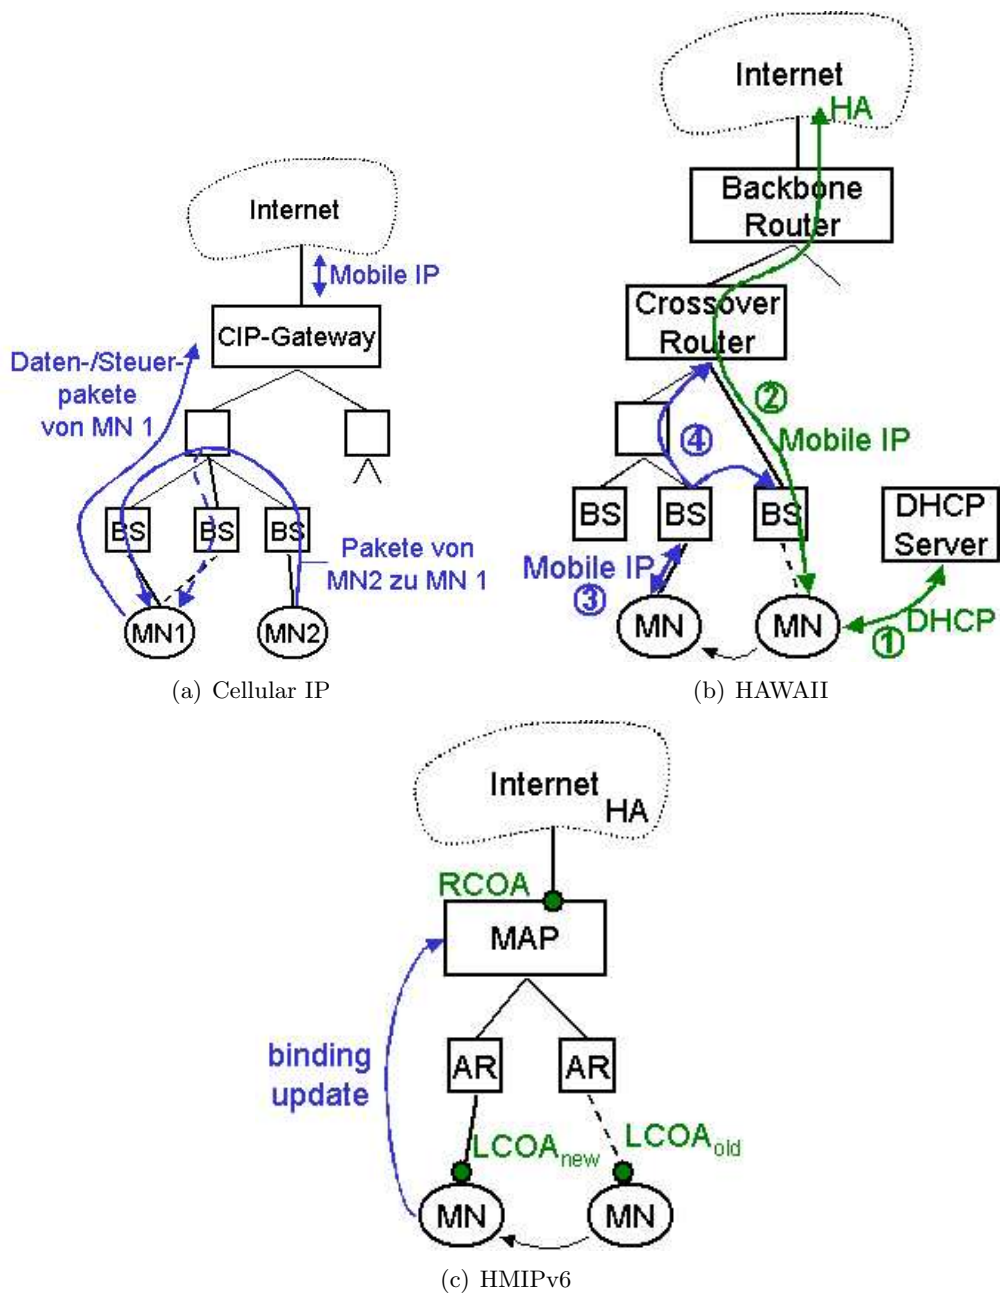 Internet
Mobile IP
CIP-Gateway
Daten-/Steuer-
pakete
von MN 1
BS
BS
BS
Pakete von
MN2 zu MN 1
MN1
MN2
(a) Cellular IP
Internet
HA
Backbone
Router
Crossover
Router
②
④
Mobile IP
BS
BS
BS
DHCP
Server
Mobile IP
③
MN
MN
①
DHCP
(b) HAWAII
Internet
HA
RCOA
MAP
binding
update
AR
AR
LCOAnew
LCOAold
MN
MN
(c) HMIPv6